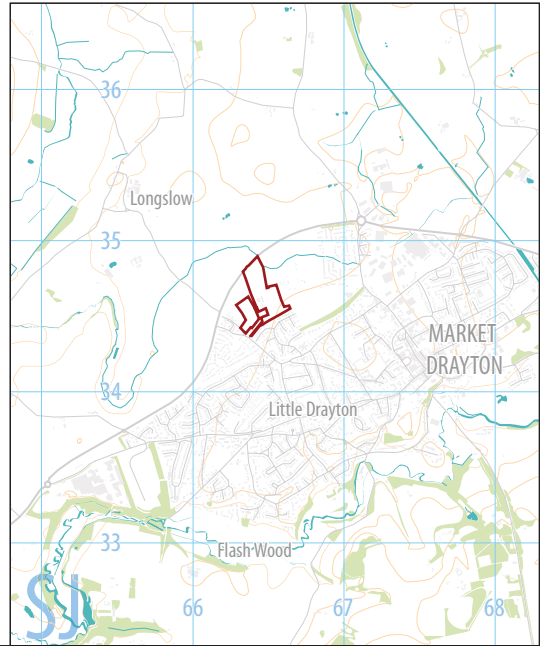 36
Longslow
35
MARKET
DRAYTON
34
Little Drayton
33
Flash Wood
SJ
66
67
68